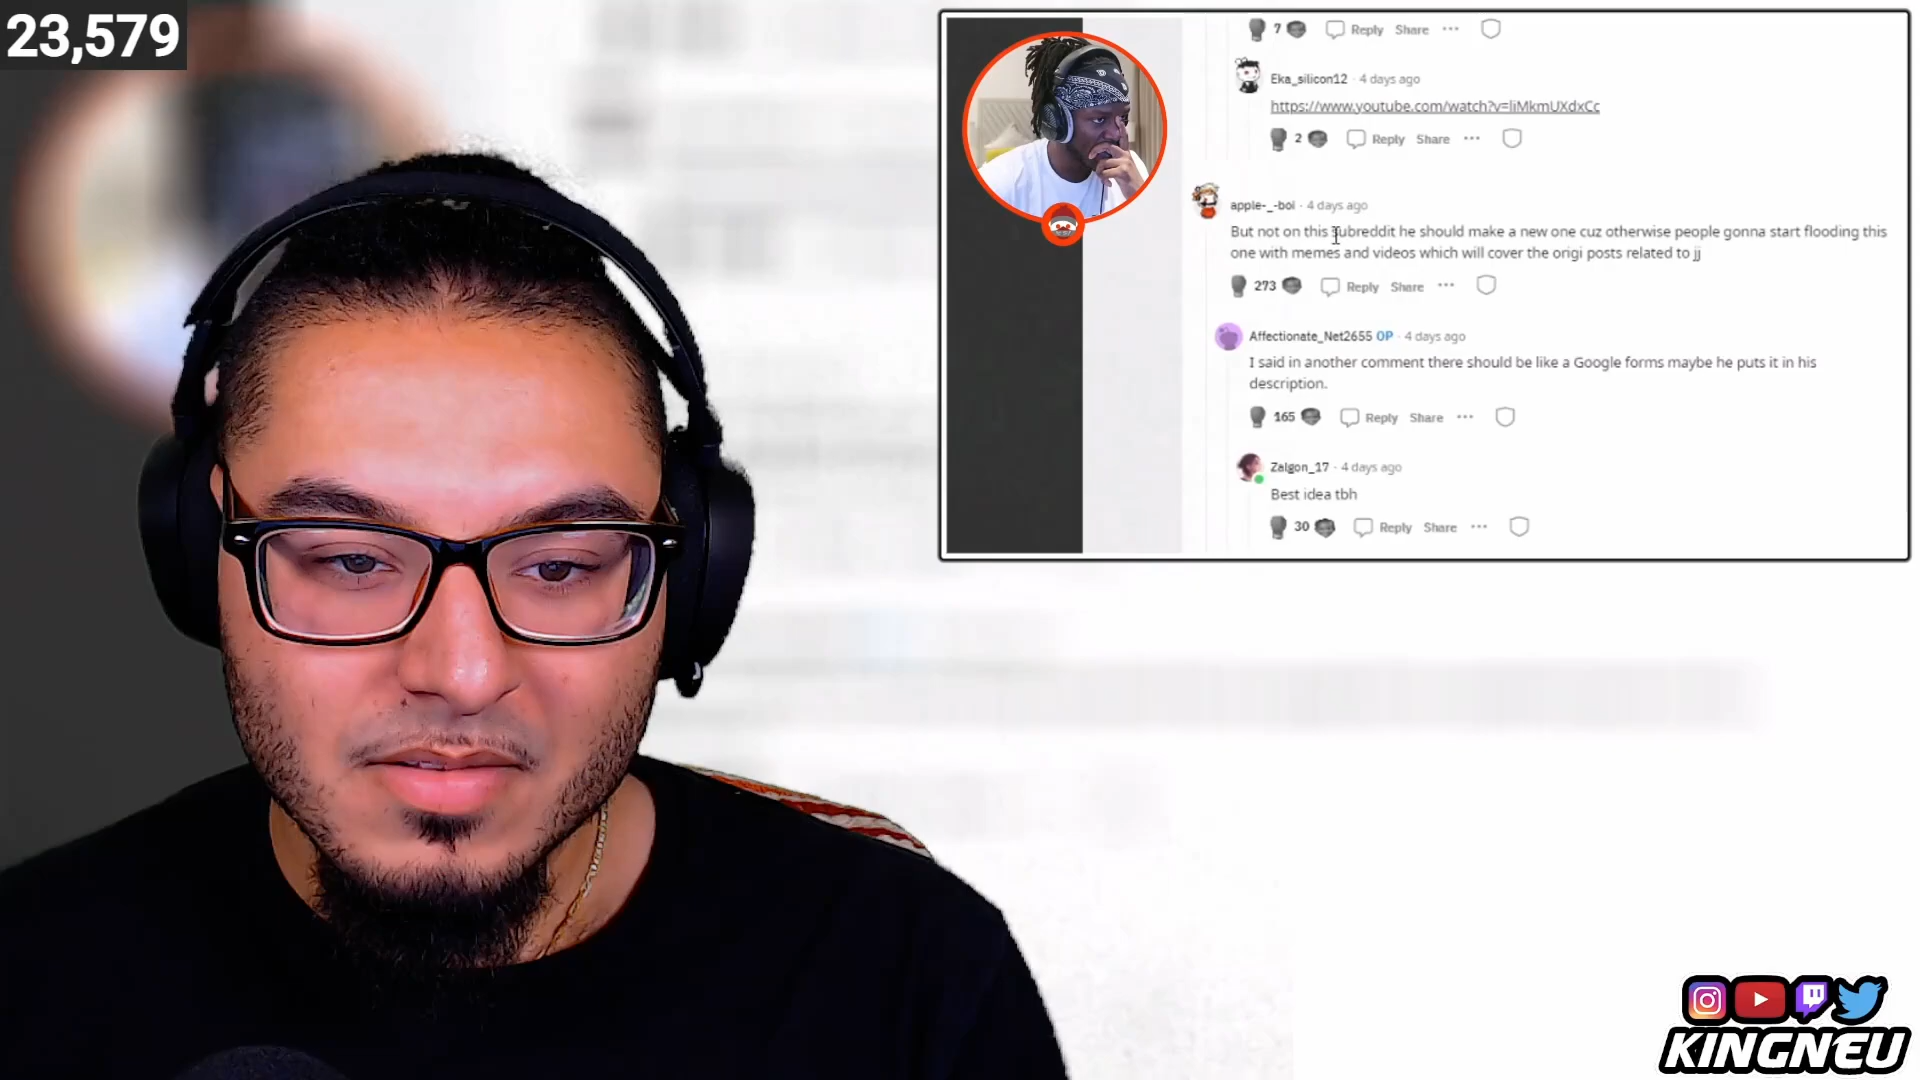 23,579
7 Reply Share ...
Eka_silicon12 · 4 days ago
https://www.youtube.com/watch?v=IiMkmUXdxCc
2 Reply Share ...
apple-_-boi · 4 days ago
But not on this subreddit he should make a new one cuz otherwise people gonna start flooding this
one with memes and videos which will cover the origi posts related to jj
273 Reply Share ...
Affectionate_Net2655 OP · 4 days ago
I said in another comment there should be like a Google forms maybe he puts it in his
description.
165 Reply Share ...
Zalgon_17 · 4 days ago
Best idea tbh
30 Reply Share ...
KINGNEU